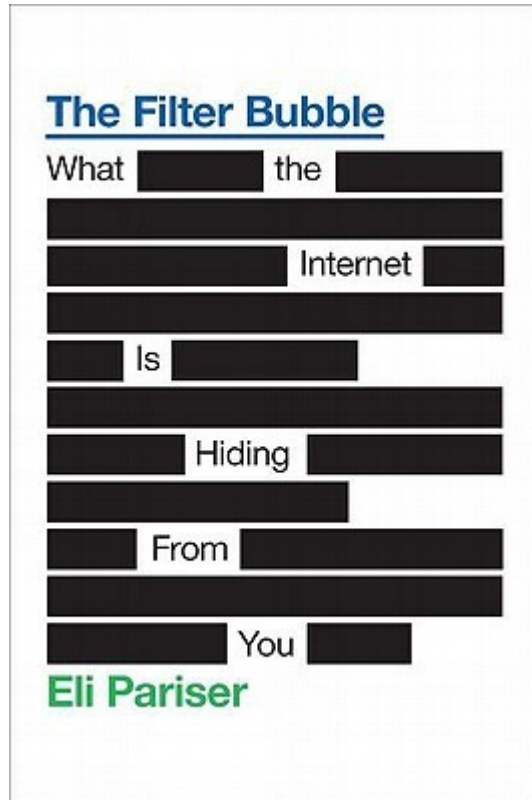 The Filter Bubble
What the
Internet
Is
Hiding
From
You
Eli Pariser